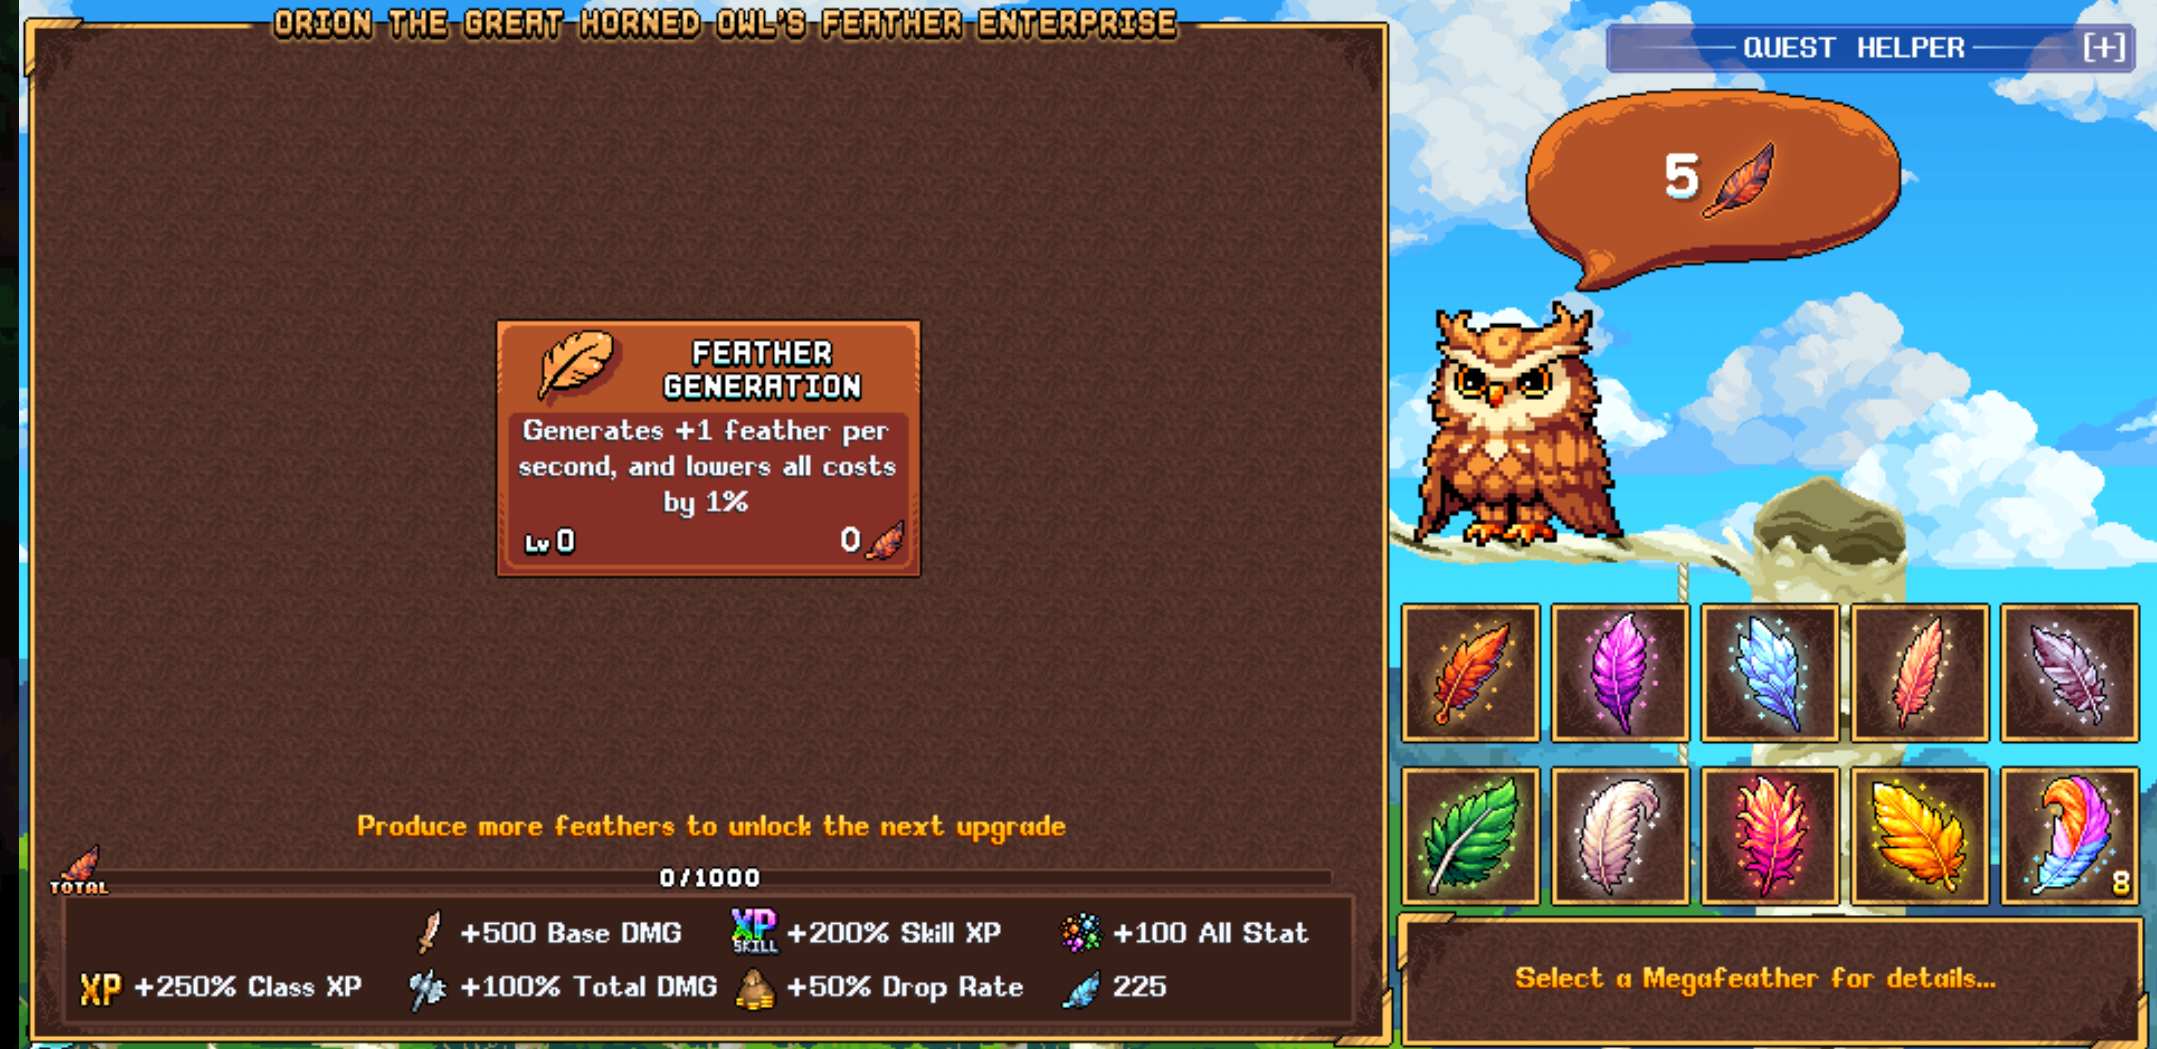 ORION THE GREAT HORNED OWL'S FEATHER ENTERPRISE
QUEST HELPER [+]
5
FEATHER
GENERATION
Generates +1 feather per
second, and lowers all costs
by 1%
Lv 0
0
Produce more feathers to unlock the next upgrade
TOTAL
0/1000
+500 Base DMG
XP SKILL +200% Skill XP
+100 All Stat
XP +250% Class XP
+100% Total DMG
+50% Drop Rate
225
8
Select a Megafeather for details...